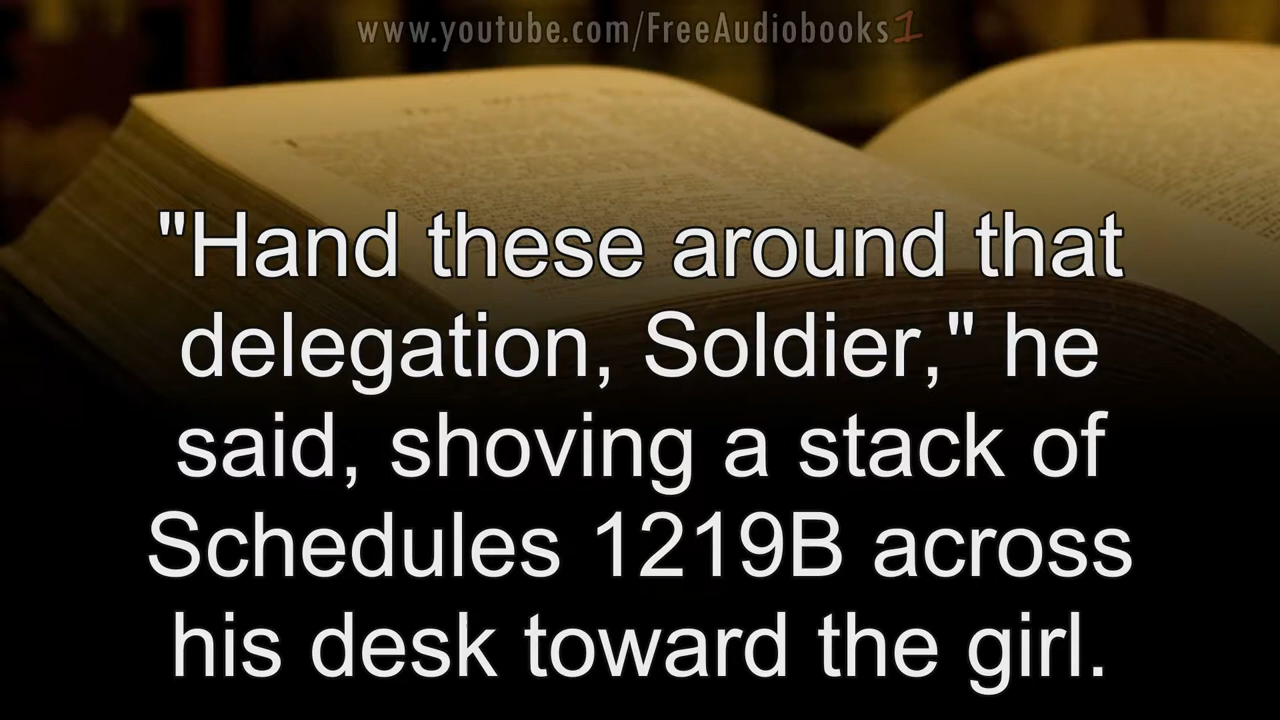 www.youtube.com/FreeAudiobooks1
"Hand these around that
delegation, Soldier," he
said, shoving a stack of
Schedules 1219B across
his desk toward the girl.